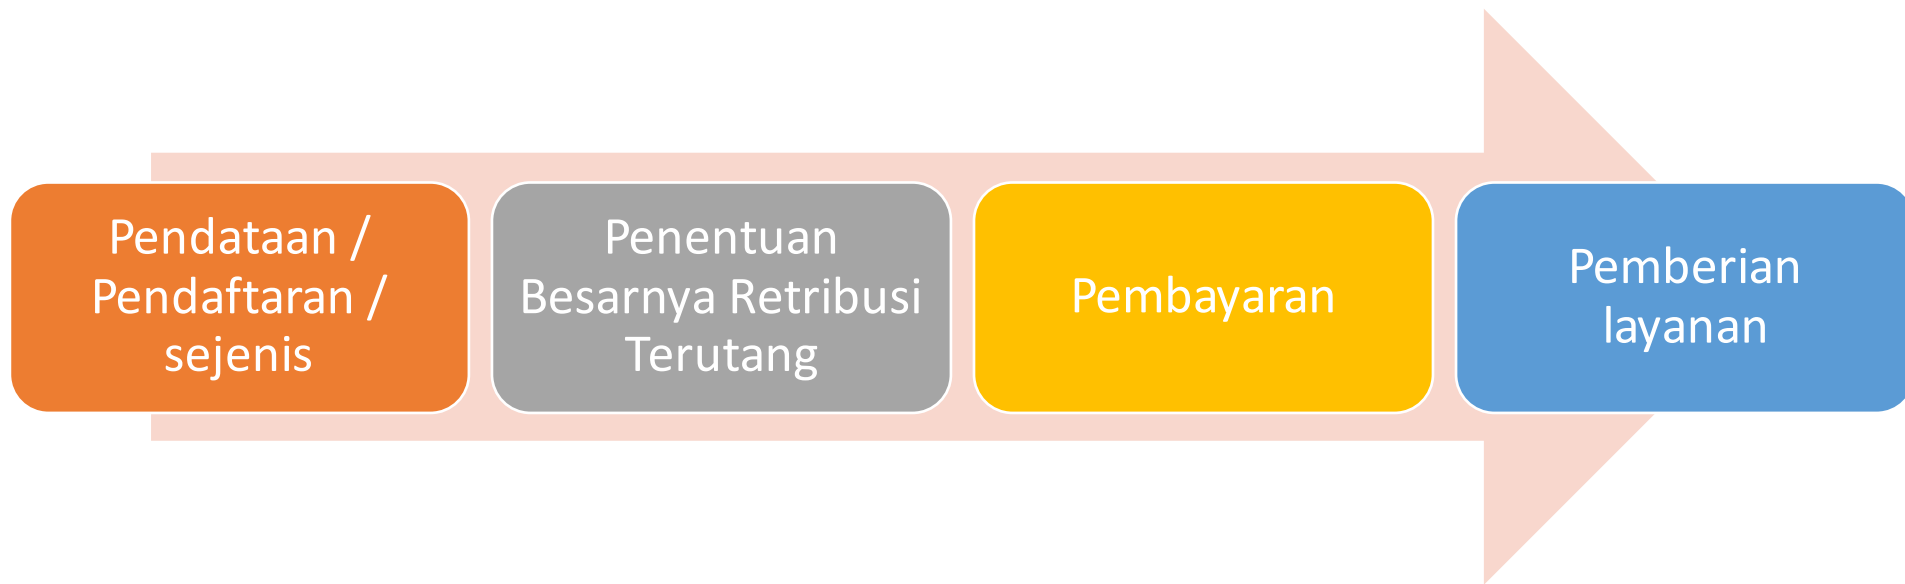 Pendataan /
Pendaftaran /
sejenis
Penentuan
Besarnya Retribusi
Terutang
Pembayaran
Pemberian
layanan